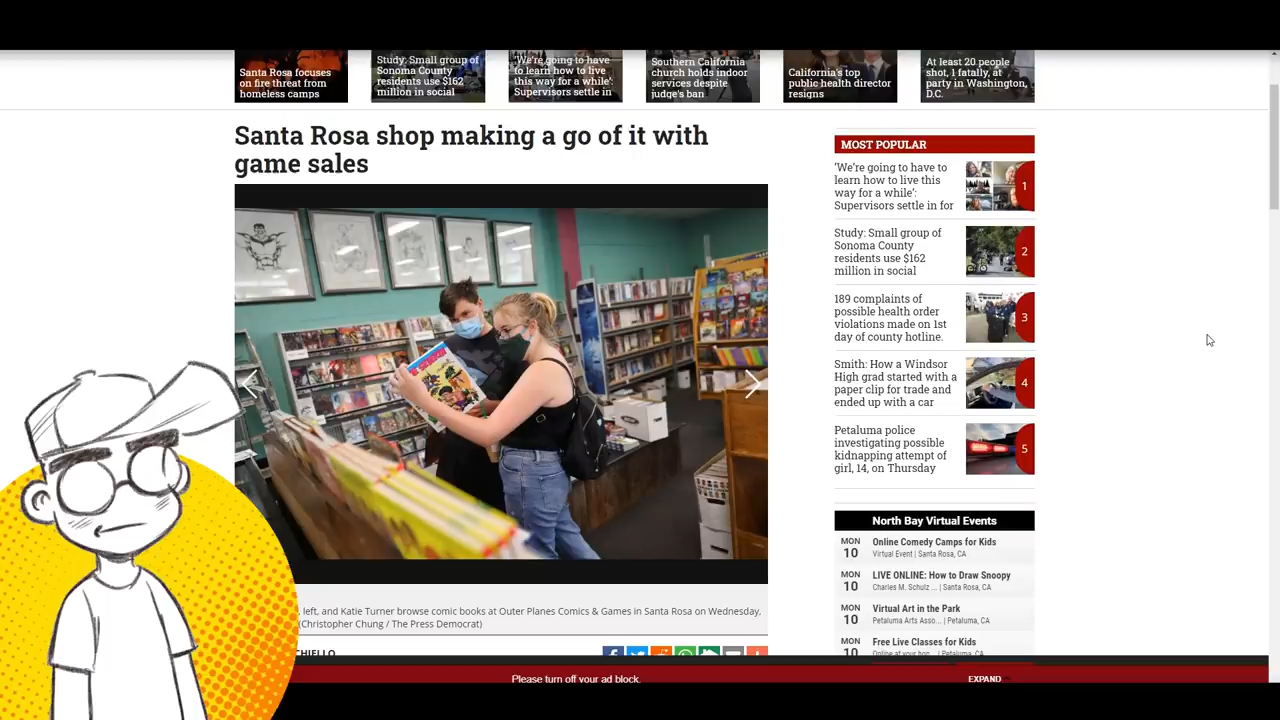 Santa Rosa focuses
on fire threat from
homeless camps
Study: Small group of
Sonoma County
residents use $162
million in social
'We're going to have
to learn how to live
this way for a while':
Supervisors settle in
Southern California
church holds indoor
services despite
judge's ban
California's top
public health director
resigns
At least 20 people
shot, 1 fatally, at
party in Washington,
D.C.
Santa Rosa shop making a go of it with
game sales
left, and Katie Turner browse comic books at Outer Planes Comics & Games in Santa Rosa on Wednesday,
(Christopher Chung / The Press Democrat)
CHIELLO
MOST POPULAR
'We're going to have to
learn how to live this
way for a while':
Supervisors settle in for
1
Study: Small group of
Sonoma County
residents use $162
million in social
2
189 complaints of
possible health order
violations made on 1st
day of county hotline.
3
Smith: How a Windsor
High grad started with a
paper clip for trade and
ended up with a car
4
Petaluma police
investigating possible
kidnapping attempt of
girl, 14, on Thursday
5
North Bay Virtual Events
MON
10
Online Comedy Camps for Kids
Virtual Event | Santa Rosa, CA
MON
10
LIVE ONLINE: How to Draw Snoopy
Charles M. Schulz ... | Santa Rosa, CA
MON
10
Virtual Art in the Park
Petaluma Arts Asso... | Petaluma, CA
MON
10
Free Live Classes for Kids
Online at your hon... | Petaluma, CA
Please turn off your ad block.
EXPAND